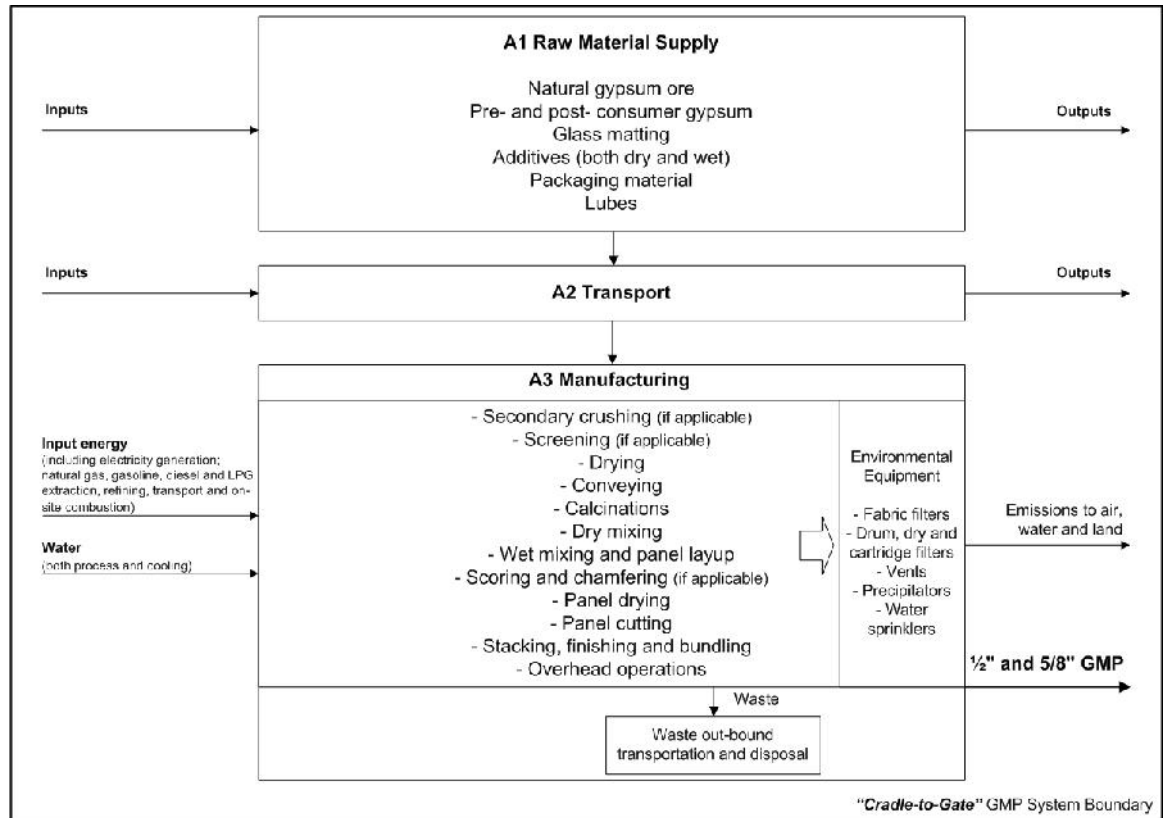 A1 Raw Material Supply
Natural gypsum ore
Pre- and post- consumer gypsum
Glass matting
Additives (both dry and wet)
Packaging material
Lubes
Inputs
Outputs
A2 Transport
Inputs
Outputs
A3 Manufacturing
Input energy
(including electricity generation;
natural gas, gasoline, diesel and LPG
extraction, refining, transport and on-
site combustion)
Water
(both process and cooling)
- Secondary crushing (if applicable)
- Screening (if applicable)
- Drying
- Conveying
- Calcinations
- Dry mixing
- Wet mixing and panel layup
- Scoring and chamfering (if applicable)
- Panel drying
- Panel cutting
- Stacking, finishing and bundling
- Overhead operations
Environmental
Equipment
- Fabric filters
- Drum, dry and
cartridge filters
- Vents
- Precipitators
- Water
sprinklers
Emissions to air,
water and land
½" and 5/8" GMP
Waste
Waste out-bound
transportation and disposal
"Cradle-to-Gate" GMP System Boundary